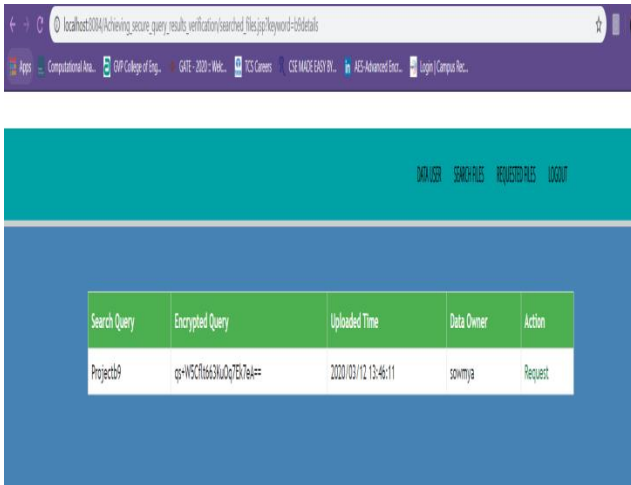 localhost:8084/Achieving_secure_query_results_verification/searched_files.jsp?keyword=b9details
Apps Computational Ana... GVP College of Eng... GATE - 2020 :: Welc... TCS Careers CSE MADE EASY BY... AES-Advanced Encr... Login | Campus Rec...
DATA USER SEARCH FILES REQUESTED FILES LOGOUT
Search Query Encrypted Query Uploaded Time Data Owner Action
Projectb9 2020/03/12 13:46:11 sowmya Request